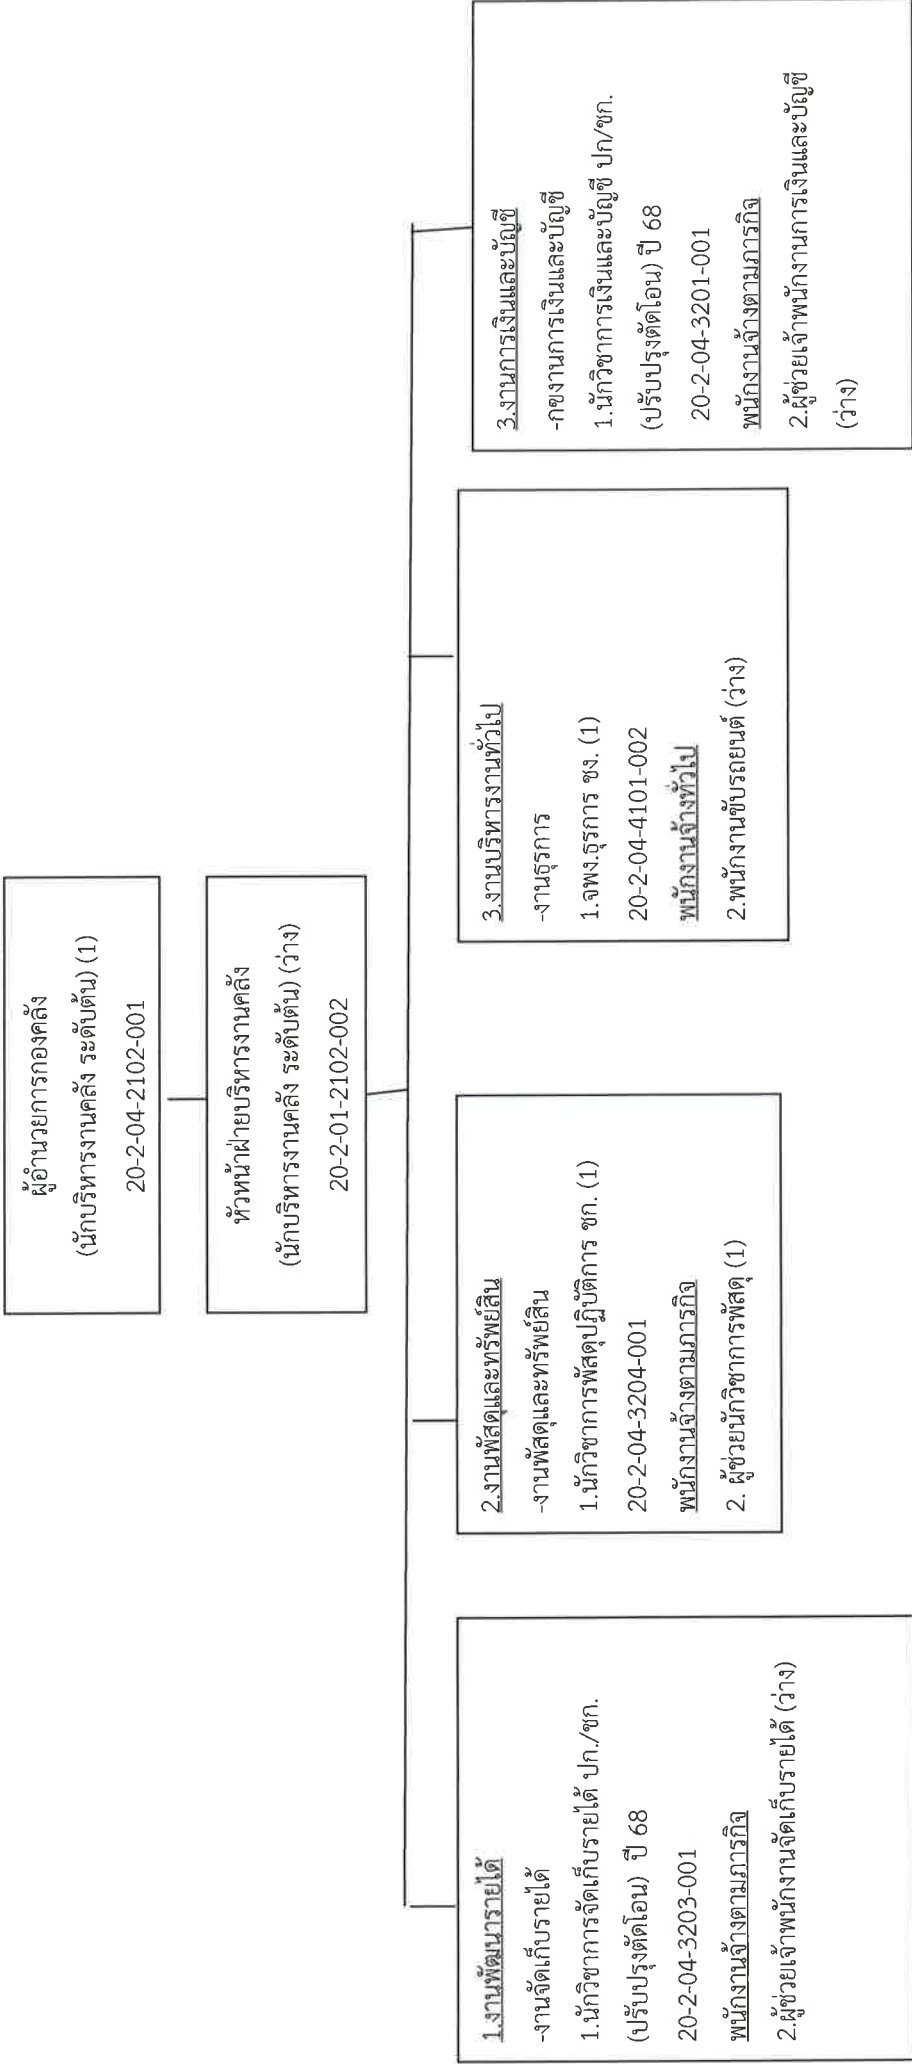 ผู้อำนวยการกองคลัง
(นักบริหารงานคลัง ระดับต้น) (1)
20-2-04-2102-001
หัวหน้าฝ่ายบริหารงานคลัง
(นักบริหารงานคลัง ระดับต้น) (ว่าง)
20-2-01-2102-002
1.งานพัฒนารายได้
-งานจัดเก็บรายได้
1.นักวิชาการจัดเก็บรายได้ ปก./ชก.
(ปรับปรุงตัดโอน) ปี 68
20-2-04-3203-001
พนักงานจ้างตามภารกิจ
2.ผู้ช่วยเจ้าพนักงานจัดเก็บรายได้ (ว่าง)
2.งานพัสดุและทรัพย์สิน
-งานพัสดุและทรัพย์สิน
1.นักวิชาการพัสดุปฏิบัติการ ชก. (1)
20-2-04-3204-001
พนักงานจ้างตามภารกิจ
2. ผู้ช่วยนักวิชาการพัสดุ (1)
3.งานบริหารงานทั่วไป
-งานธุรการ
1.จพง.ธุรการ ชง. (1)
20-2-04-4101-002
พนักงานจ้างทั่วไป
2.พนักงานขับรถยนต์ (ว่าง)
3.งานการเงินและบัญชี
-กขงานการเงินและบัญชี
1.นักวิชาการเงินและบัญชี ปก/ชก.
(ปรับปรุงตัดโอน) ปี 68
20-2-04-3201-001
พนักงานจ้างตามภารกิจ
2.ผู้ช่วยเจ้าพนักงานการเงินและบัญชี
(ว่าง)